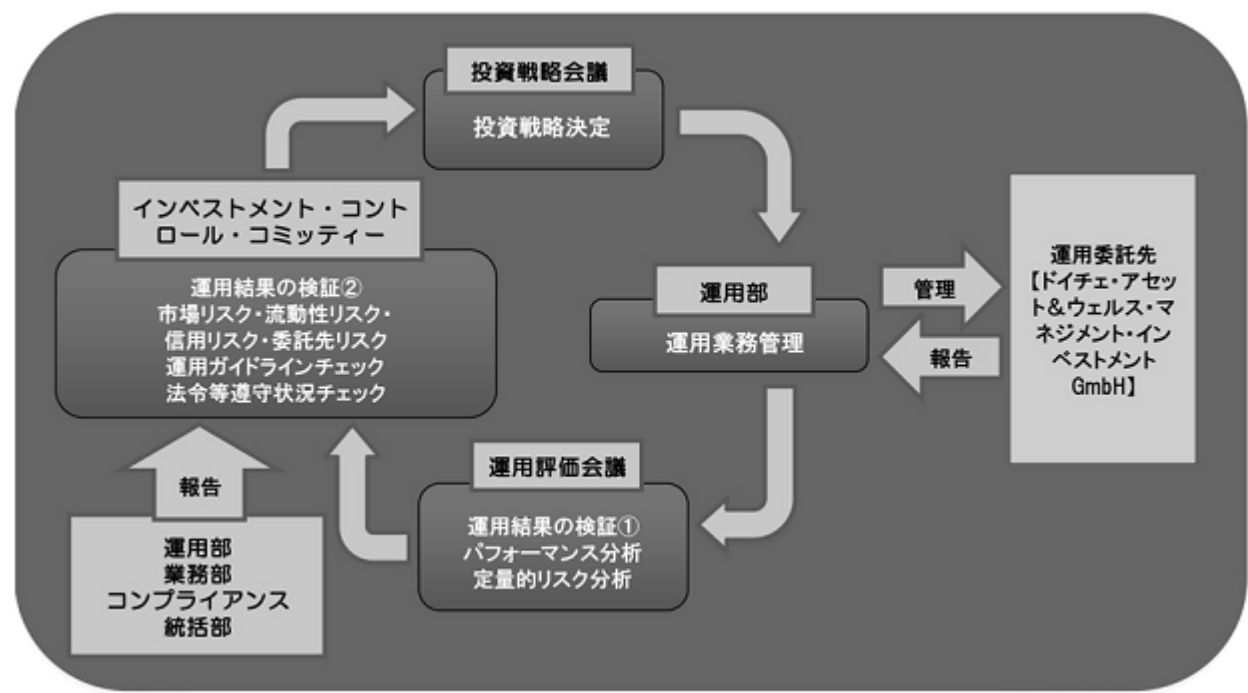 投資戦略会議
投資戦略決定
インベストメント・コント
ロール・コミッティー
運用結果の検証②
市場リスク・流動性リスク・
信用リスク・委託先リスク
運用ガイドラインチェック
法令等遵守状況チェック
運用部
運用業務管理
管理
報告
運用委託先
【ドイチェ・アセッ
ト&ウェルス・マ
ネジメント・イン
ベストメント
GmbH】
運用評価会議
運用結果の検証①
パフォーマンス分析
定量的リスク分析
報告
運用部
業務部
コンプライアンス
統括部